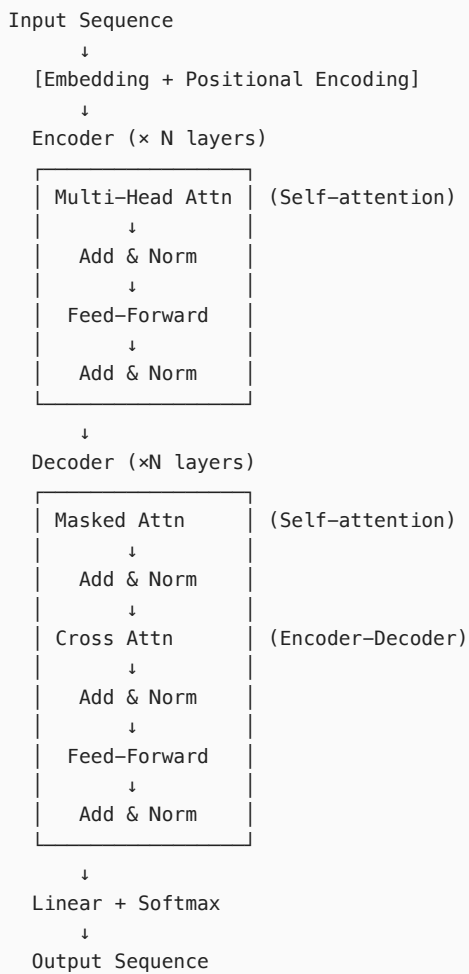 Input Sequence
↓
[Embedding + Positional Encoding]
↓
Encoder (× N layers)
Multi-Head Attn (Self-attention)
↓
Add & Norm
↓
Feed-Forward
↓
Add & Norm
↓
Decoder (×N layers)
Masked Attn (Self-attention)
↓
Add & Norm
↓
Cross Attn (Encoder-Decoder)
↓
Add & Norm
↓
Feed-Forward
↓
Add & Norm
↓
Linear + Softmax
↓
Output Sequence